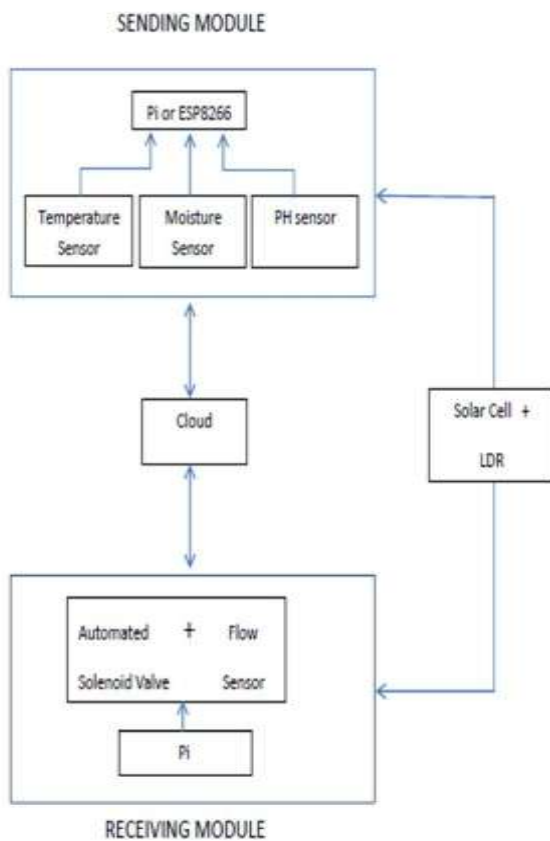 SENDING MODULE
Pi or ESP8266
Temperature
Sensor
Moisture
Sensor
PH sensor
Cloud
Solar Cell +
LDR
Automated + Flow
Solenoid Valve Sensor
Pi
RECEIVING MODULE